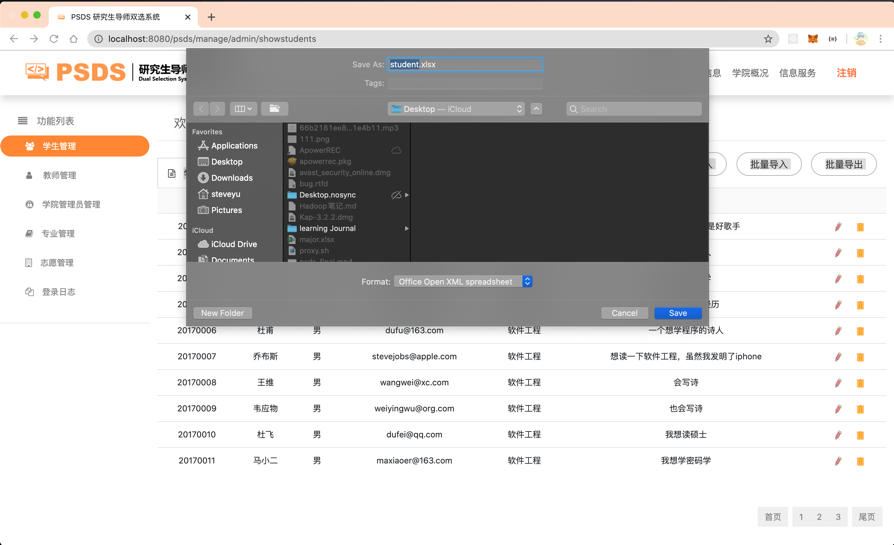 PSDS 研究生导师双选系统
localhost:8080/psds/manage/admin/showstudents
PSDS
研究生导师
Dual Selection Sy
学院概况
信息服务
注销
Save As: student.xlsx
Tags:
Desktop — iCloud
Search
Favorites
Applications
Desktop
Downloads
steveyu
Pictures
iCloud
iCloud Drive
Documents
66b2181ee8...1e4b11.mp3
111.png
ApowerREC
apowerrec.pkg
avast_security_online.dmg
bug.rtfd
Desktop.nosync
Hadoop笔记.md
Kap-3.2.2.dmg
learning Journal
major.xlsx
proxy.sh
Format: Office Open XML spreadsheet
New Folder
Cancel
Save
功能列表
学生管理
教师管理
学院管理员管理
专业管理
志愿管理
登录日志
欢
批量导入
批量导出
是好歌手
20170006 杜甫 男 dufu@163.com 软件工程 一个想学程序的诗人
20170007 乔布斯 男 stevejobs@apple.com 软件工程 想读一下软件工程，虽然我发明了iphone
20170008 王维 男 wangwei@xc.com 软件工程 会写诗
20170009 韦应物 男 weiyingwu@org.com 软件工程 也会写诗
20170010 杜飞 男 dufei@qq.com 软件工程 我想读硕士
20170011 马小二 男 maxiaoer@163.com 软件工程 我想学密码学
首页 1 2 3 尾页